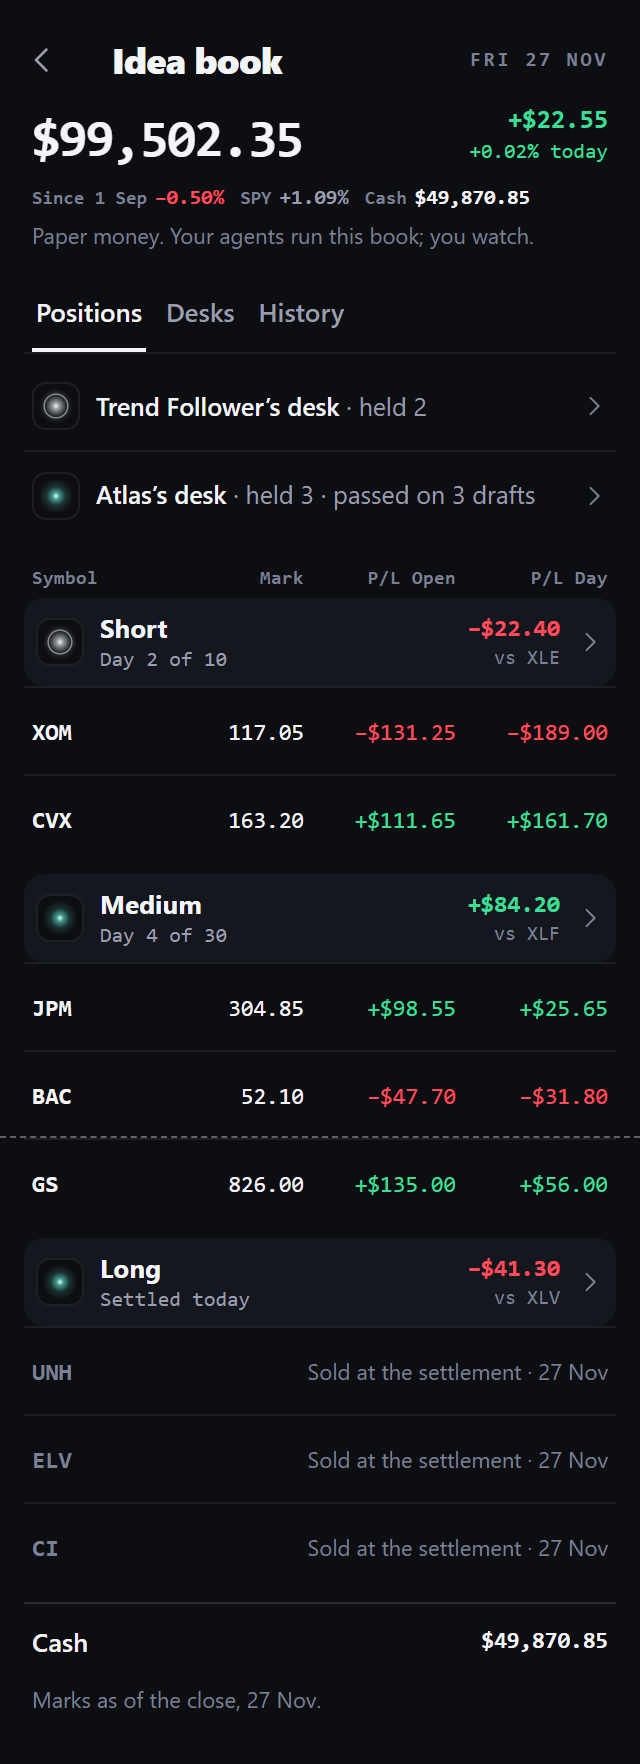 Idea book
FRI 27 NOV
$99,502.35
+$22.55
+0.02% today
Since 1 Sep −0.50% SPY +1.09% Cash $49,870.85
Paper money. Your agents run this book; you watch.
Positions Desks History
Trend Follower’s desk · held 2
Atlas’s desk · held 3 · passed on 3 drafts
Symbol Mark P/L Open P/L Day
Short −$22.40
Day 2 of 10 vs XLE
XOM 117.05 −$131.25 −$189.00
CVX 163.20 +$111.65 +$161.70
Medium +$84.20
Day 4 of 30 vs XLF
JPM 304.85 +$98.55 +$25.65
BAC 52.10 −$47.70 −$31.80
GS 826.00 +$135.00 +$56.00
Long −$41.30
Settled today vs XLV
UNH Sold at the settlement · 27 Nov
ELV Sold at the settlement · 27 Nov
CI Sold at the settlement · 27 Nov
Cash $49,870.85
Marks as of the close, 27 Nov.